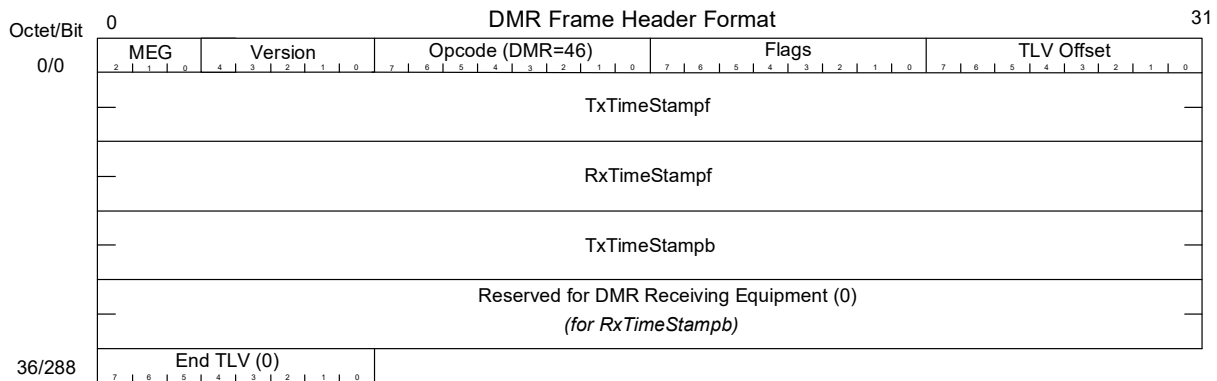 DMR Frame Header Format
Octet/Bit 0 31
MEG Version Opcode (DMR=46) Flags TLV Offset
0/0 2 1 0 4 3 2 1 0 7 6 5 4 3 2 1 0 7 6 5 4 3 2 1 0 7 6 5 4 3 2 1 0
TxTimeStampf
RxTimeStampf
TxTimeStampb
Reserved for DMR Receiving Equipment (0)
(for RxTimeStampb)
36/288 End TLV (0)
7 6 5 4 3 2 1 0